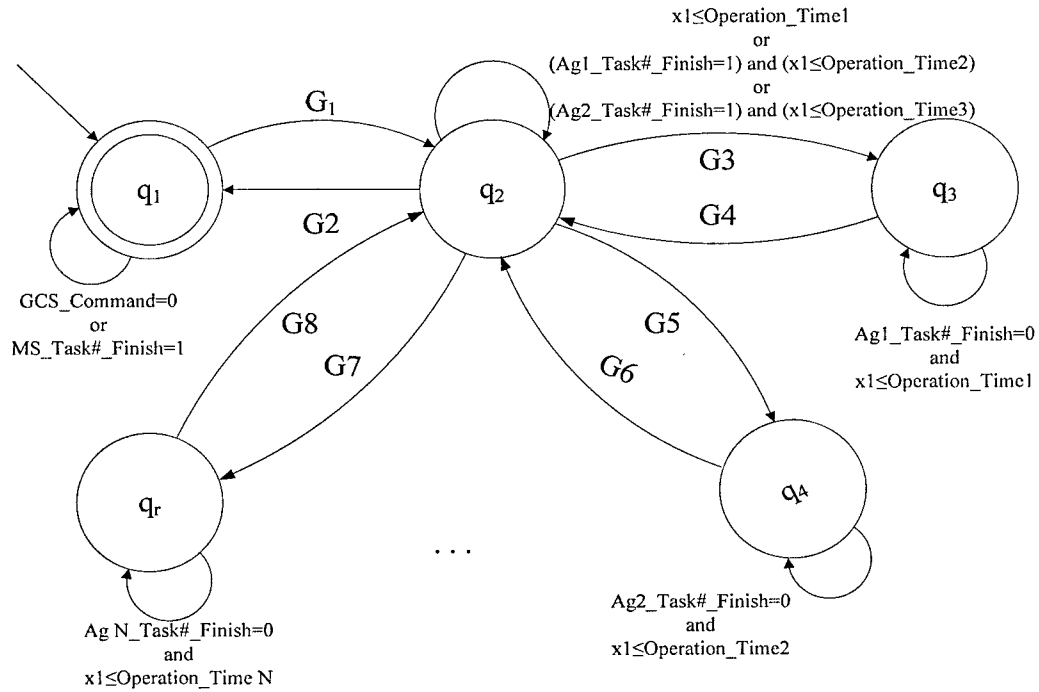 x1≤Operation_Time1
or
(Ag1_Task#_Finish=1) and (x1≤Operation_Time2)
or
(Ag2_Task#_Finish=1) and (x1≤Operation_Time3)
G1
G3
q1
q2
q3
G2
G4
GCS_Command=0
or
MS_Task#_Finish=1
G8
G5
G7
G6
Ag1_Task#_Finish=0
and
x1≤Operation_Time1
qr
q4
. . .
Ag N_Task#_Finish=0
and
x1≤Operation_Time N
Ag2_Task#_Finish=0
and
x1≤Operation_Time2